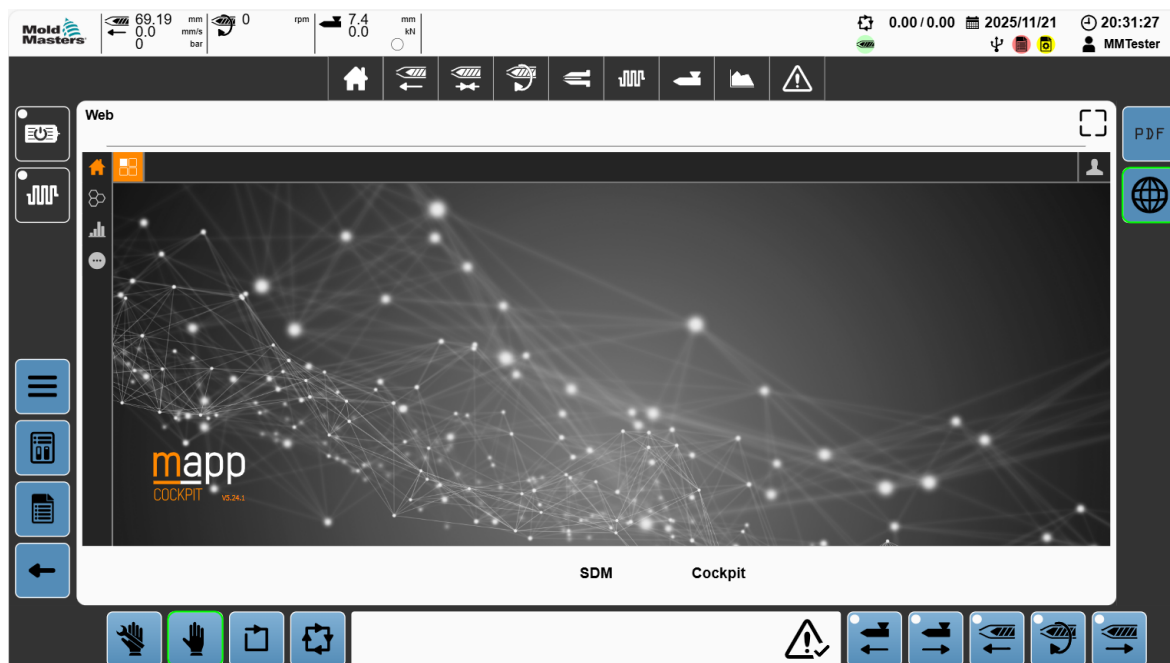 Mold
Masters
69.19 mm
0.0 mm/s
0 bar
0 rpm
7.4 mm
0.0 kN
0.00 / 0.00
2025/11/21
20:31:27
MMTester
Web
PDF
mapp
COCKPIT V5.24.1
SDM
Cockpit